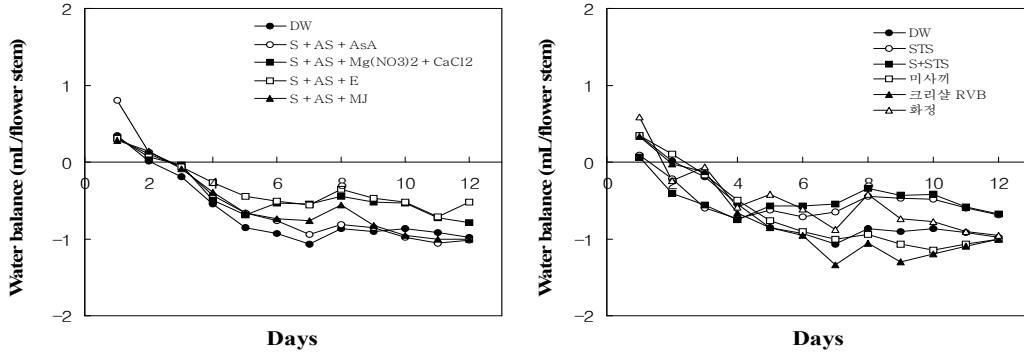 2
1
0
−1
−2
0
2
4
6
8
10
12
Water balance (mL/flower stem)
Days
DW
S + AS + AsA
S + AS + Mg(NO3)2 + CaCl2
S + AS + E
S + AS + MJ
2
1
0
−1
−2
0
2
4
6
8
10
12
Water balance (mL/flower stem)
Days
DW
STS
S+STS
미사끼
크리샬 RVB
화정